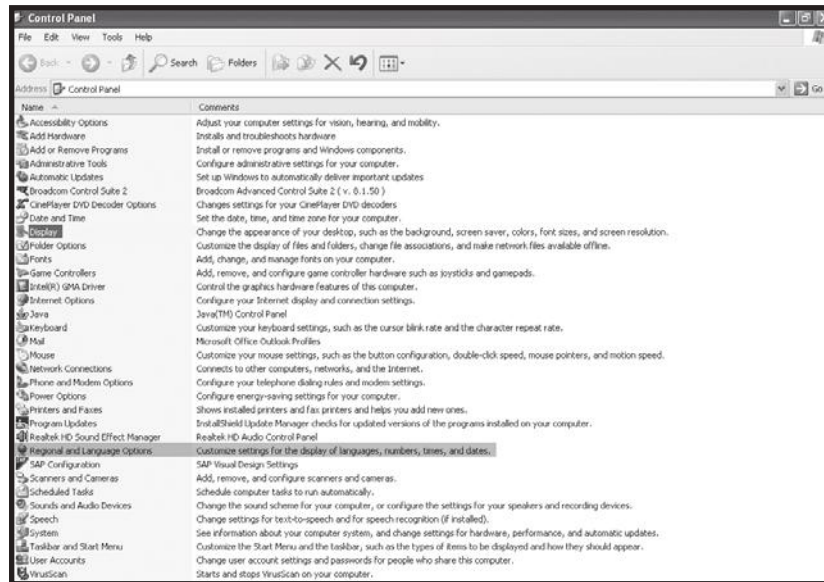 Control Panel
File Edit View Tools Help
Back Search Folders
Address Control Panel Go
Name Comments
Accessibility Options Adjust your computer settings for vision, hearing, and mobility.
Add Hardware Installs and troubleshoots hardware
Add or Remove Programs Install or remove programs and Windows components.
Administrative Tools Configure administrative settings for your computer.
Automatic Updates Set up Windows to automatically deliver important updates
Broadcom Control Suite 2 Broadcom Advanced Control Suite 2 ( v. 8.1.50 )
CinePlayer DVD Decoder Options Changes settings for your CinePlayer DVD decoders
Date and Time Set the date, time, and time zone for your computer.
Display Change the appearance of your desktop, such as the background, screen saver, colors, font sizes, and screen resolution.
Folder Options Customize the display of files and folders, change file associations, and make network files available offline.
Fonts Add, change, and manage fonts on your computer.
Game Controllers Add, remove, and configure game controller hardware such as joysticks and gamepads.
Intel(R) GMA Driver Control the graphics hardware features of this computer.
Internet Options Configure your Internet display and connection settings.
Java Java(TM) Control Panel
Keyboard Customize your keyboard settings, such as the cursor blink rate and the character repeat rate.
Mail Microsoft Office Outlook Profiles
Mouse Customize your mouse settings, such as the button configuration, double-click speed, mouse pointers, and motion speed.
Network Connections Connects to other computers, networks, and the Internet.
Phone and Modem Options Configure your telephone dialing rules and modem settings.
Power Options Configure energy-saving settings for your computer.
Printers and Faxes Shows installed printers and fax printers and helps you add new ones.
Program Updates InstallShield Update Manager checks for updated versions of the programs installed on your computer.
Realtek HD Sound Effect Manager Realtek HD Audio Control Panel
Regional and Language Options Customize settings for the display of languages, numbers, times, and dates.
SAP Configuration SAP Visual Design Settings
Scanners and Cameras Add, remove, and configure scanners and cameras.
Scheduled Tasks Schedule computer tasks to run automatically.
Sounds and Audio Devices Change the sound scheme for your computer, or configure the settings for your speakers and recording devices.
Speech Change settings for text-to-speech and for speech recognition (if installed).
System See information about your computer system, and change settings for hardware, performance, and automatic updates.
Taskbar and Start Menu Customize the Start Menu and the taskbar, such as the types of items to be displayed and how they should appear.
User Accounts Change user account settings and passwords for people who share this computer.
VirusScan Starts and stops VirusScan on your computer.